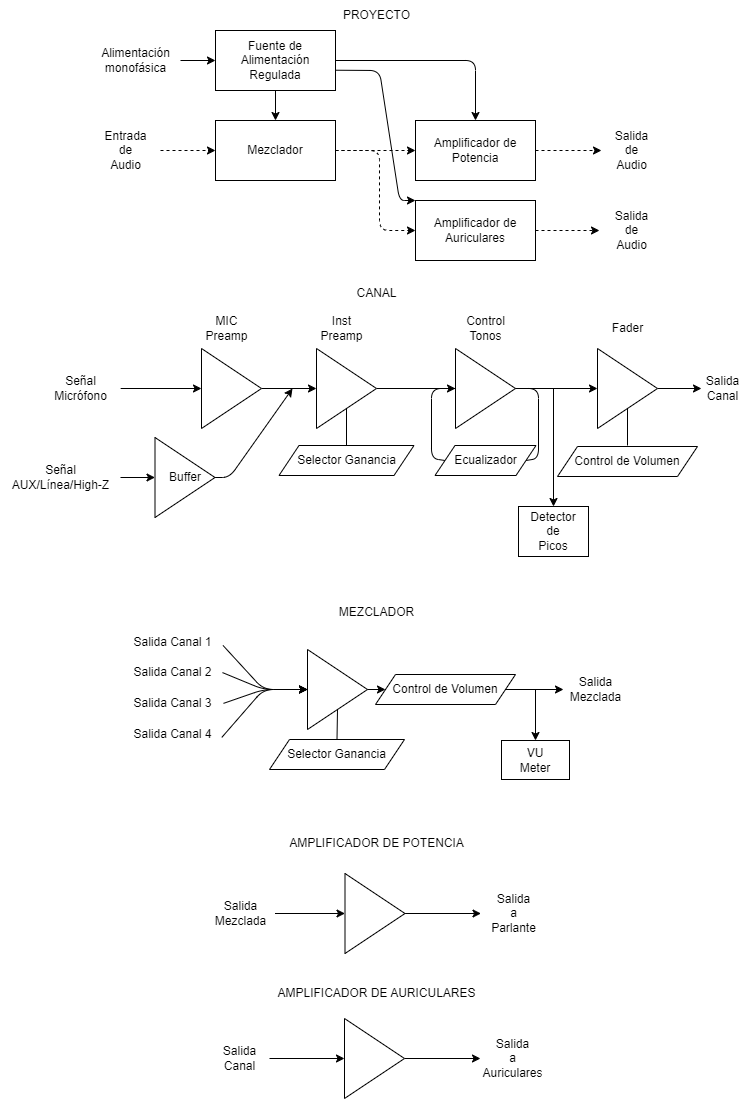 PROYECTO
Alimentación
monofásica
Fuente de
Alimentación
Regulada
Entrada
de
Audio
Mezclador
Amplificador de
Potencia
Salida
de
Audio
Amplificador de
Auriculares
Salida
de
Audio
CANAL
MIC
Preamp
Inst
Preamp
Control
Tonos
Fader
Señal
Micrófono
Salida
Canal
Selector Ganancia
Ecualizador
Control de Volumen
Señal
AUX/Línea/High-Z
Buffer
Detector
de
Picos
MEZCLADOR
Salida Canal 1
Salida Canal 2
Salida Canal 3
Salida Canal 4
Control de Volumen
Salida
Mezclada
Selector Ganancia
VU
Meter
AMPLIFICADOR DE POTENCIA
Salida
Mezclada
Salida
a
Parlante
AMPLIFICADOR DE AURICULARES
Salida
Canal
Salida
a
Auriculares